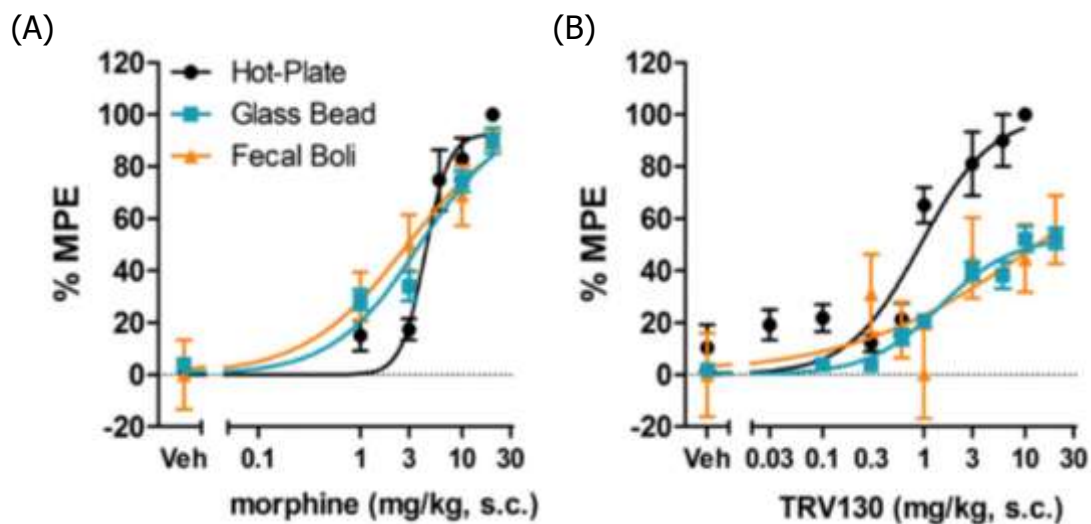 (A)
(B)
120
100
80
60
40
20
0
-20
% MPE
Hot-Plate
Glass Bead
Fecal Boli
Veh 0.1 1 3 10 30
morphine (mg/kg, s.c.)
120
100
80
60
40
20
0
-20
% MPE
Veh 0.03 0.1 0.3 1 3 10 30
TRV130 (mg/kg, s.c.)